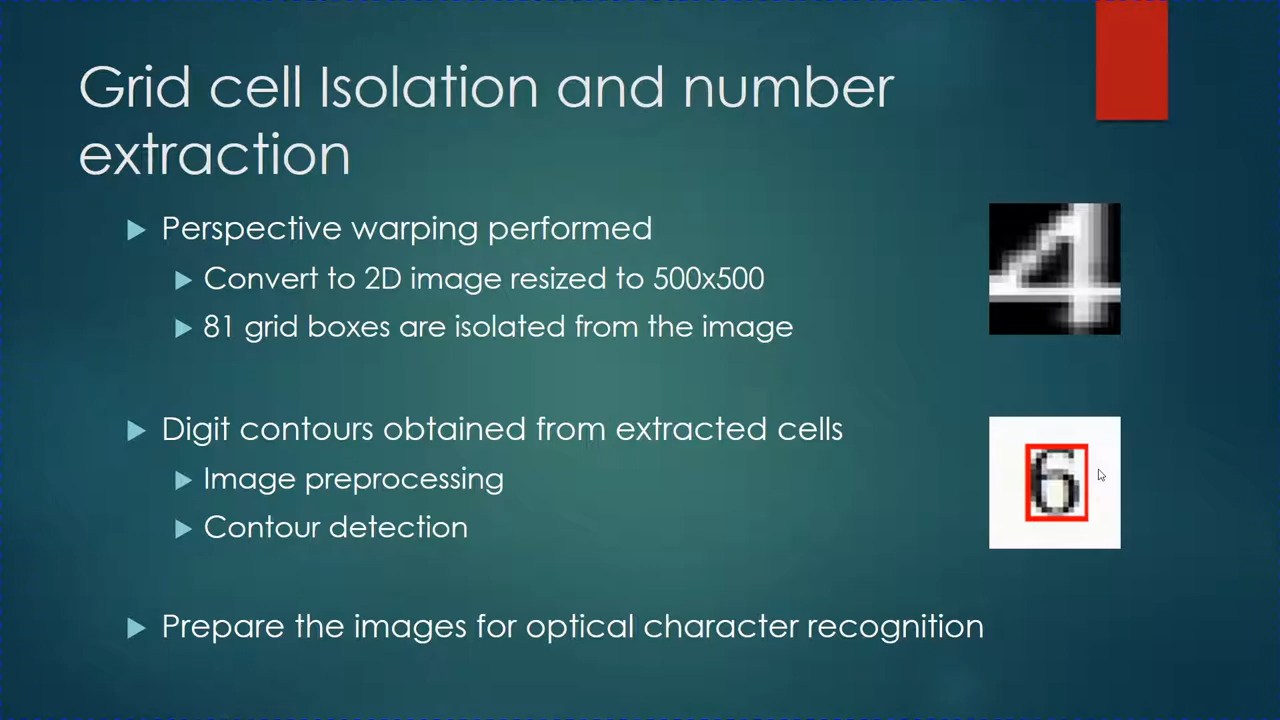 Grid cell Isolation and number
extraction
Perspective warping performed
Convert to 2D image resized to 500x500
81 grid boxes are isolated from the image
4
Digit contours obtained from extracted cells
Image preprocessing
6
Contour detection
Prepare the images for optical character recognition